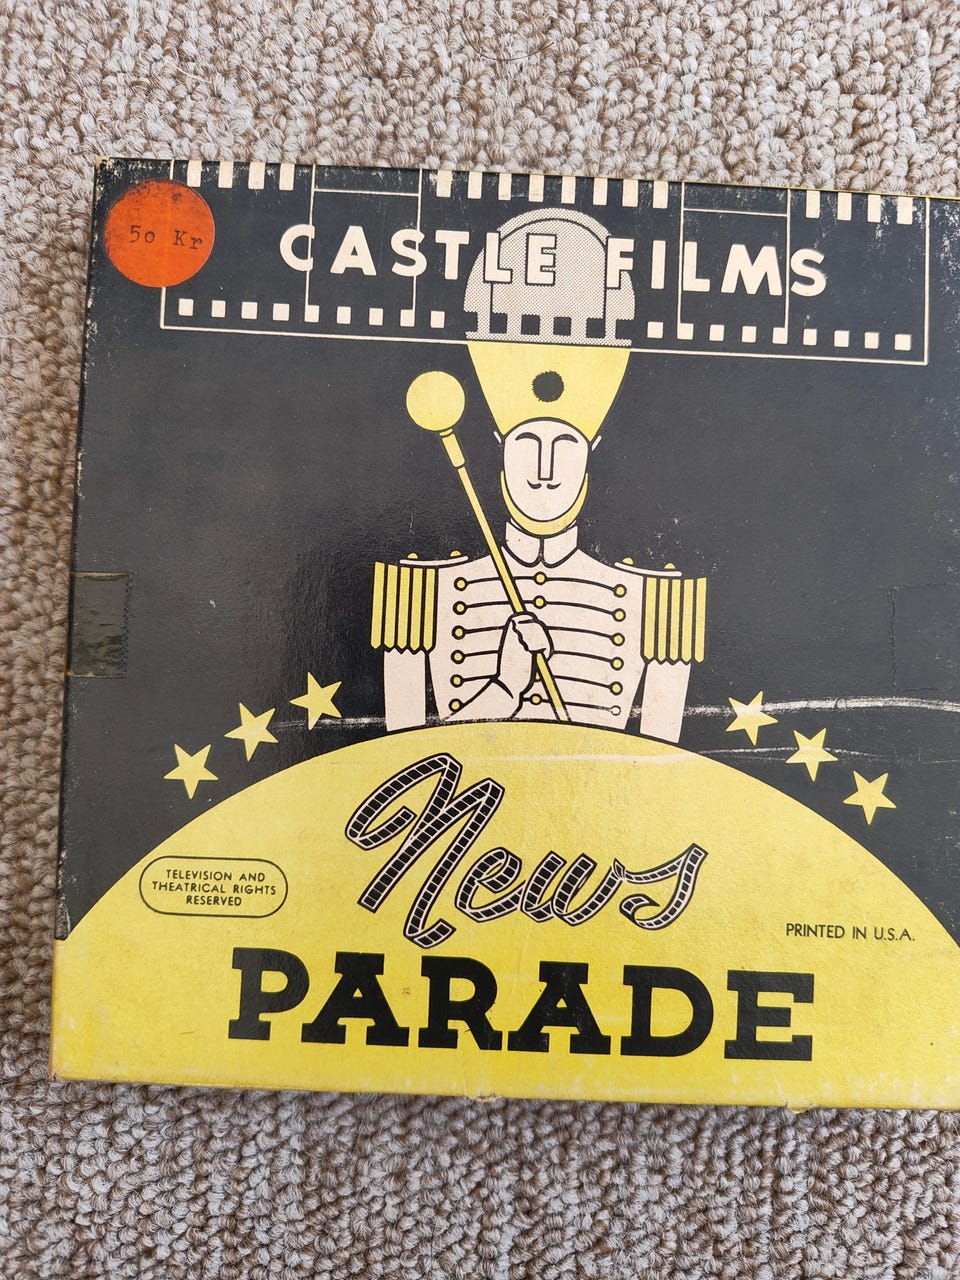 50 Kr
CASTLE FILMS
News
TELEVISION AND
THEATRICAL RIGHTS
RESERVED
PRINTED IN U.S.A.
PARADE